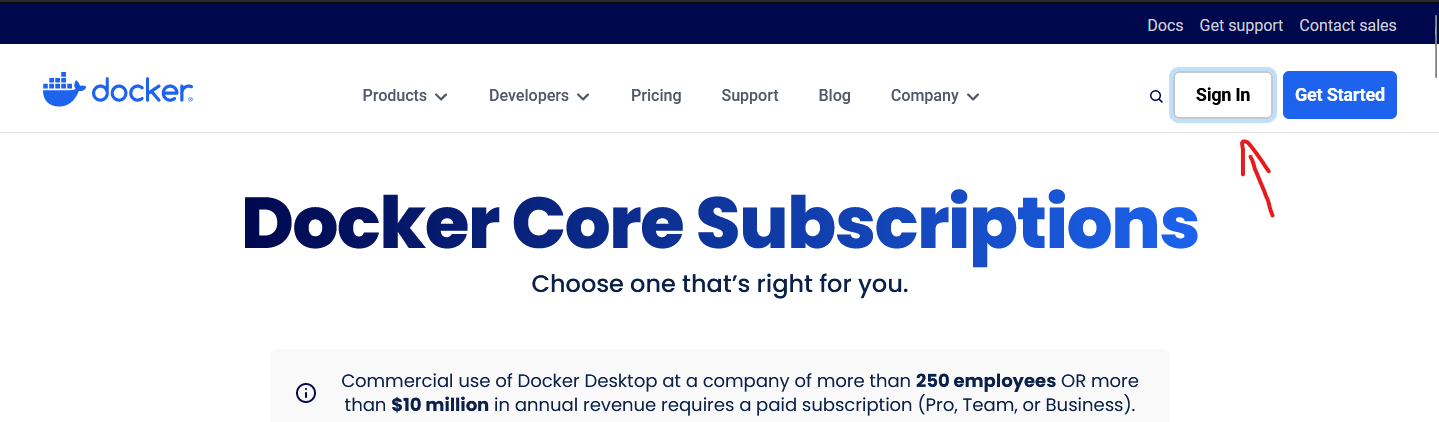 Docs Get support Contact sales
docker
Products Developers Pricing Support Blog Company Sign In Get Started
Docker Core Subscriptions
Choose one that’s right for you.
Commercial use of Docker Desktop at a company of more than 250 employees OR more
than $10 million in annual revenue requires a paid subscription (Pro, Team, or Business).